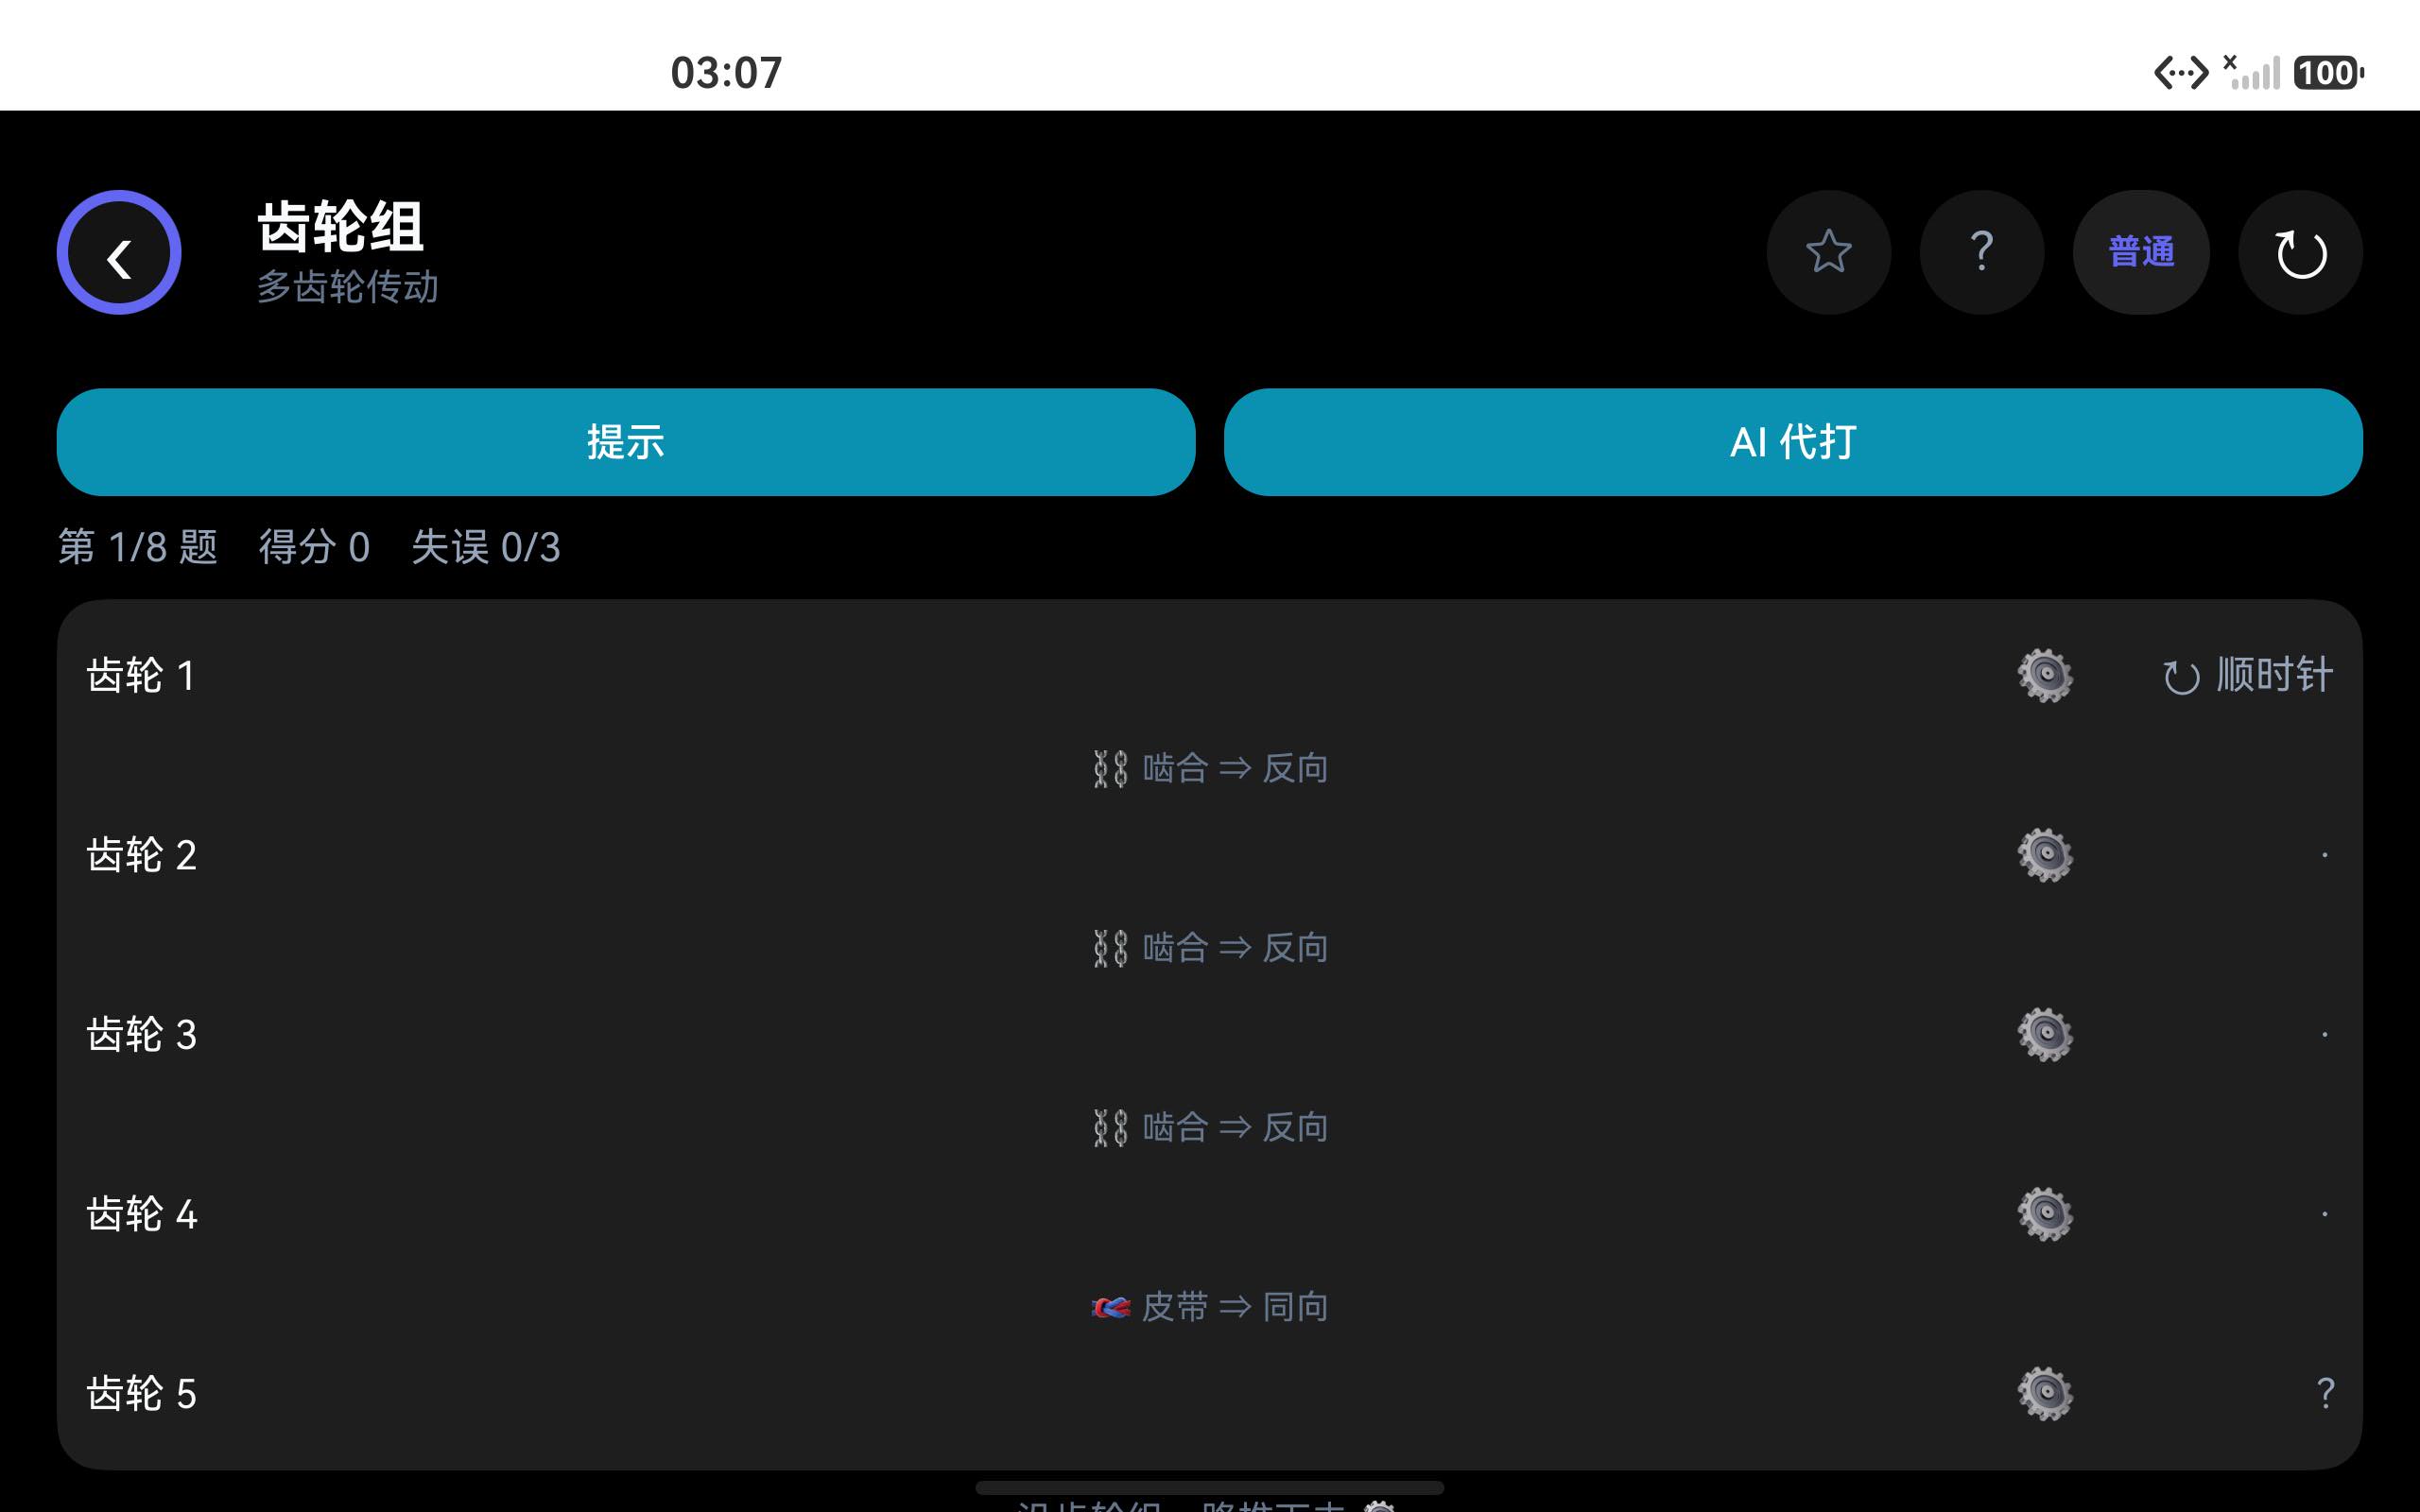 03:07
100
齿轮组
多齿轮传动
?
普通
提示
AI 代打
第 1/8 题 得分 0 失误 0/3
齿轮 1 顺时针
啮合 ⇒ 反向
齿轮 2 ·
啮合 ⇒ 反向
齿轮 3 ·
啮合 ⇒ 反向
齿轮 4 ·
皮带 ⇒ 同向
齿轮 5 ?